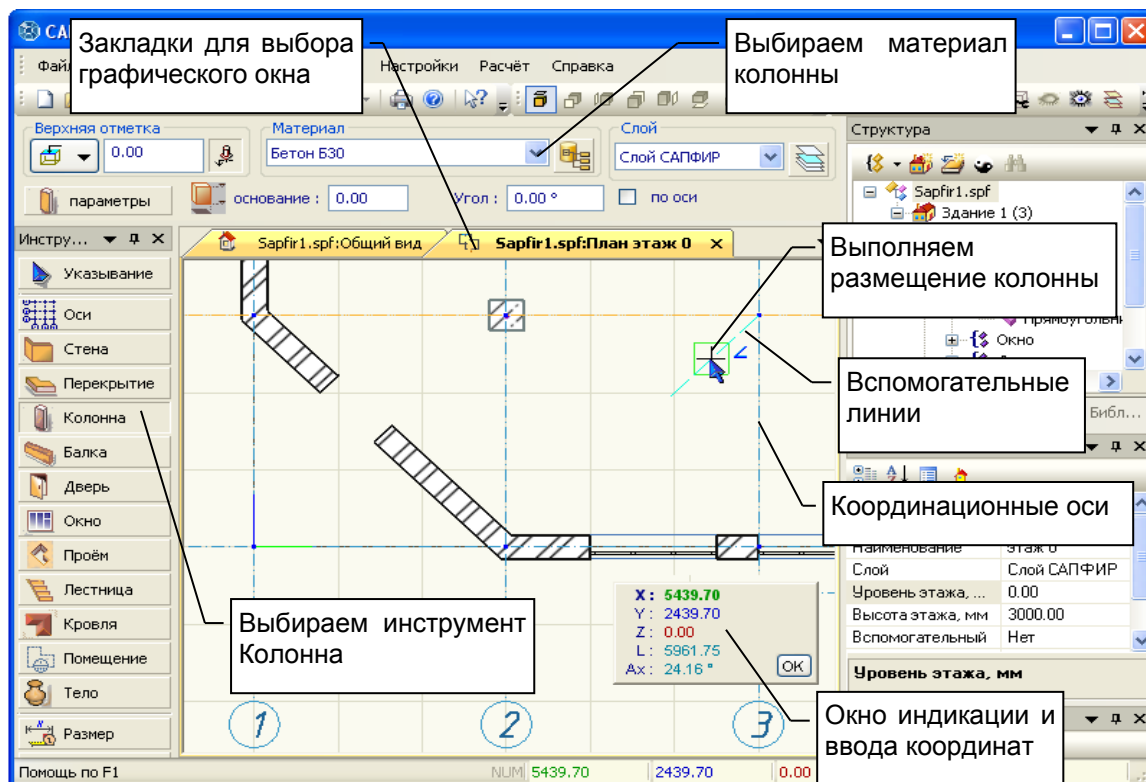 СА
Закладки для выбора
графического окна
Выбираем материал
колонны
Фай
Настройки Расчёт Справка
Верхняя отметка
0.00
Материал
Бетон Б30
Слой
Слой САПФИР
параметры
основание : 0.00
Угол : 0.00 °
по оси
Структура
Sapfir1.spf
Здание 1 (3)
Инстру...
Sapfir1.spf:Общий вид
Sapfir1.spf:План этаж 0
Выполняем
размещение колонны
Прямоугольн
Окно
Указывание
Оси
Стена
Перекрытие
Колонна
Балка
Дверь
Окно
Проём
Лестница
Кровля
Помещение
Тело
Размер
Вспомогательные
линии
Библ...
Координационные оси
Наименование этаж 0
Слой Слой САПФИР
Уровень этажа, ... 0.00
Высота этажа, мм 3000.00
Вспомогательный Нет
Уровень этажа, мм
Выбираем инструмент
Колонна
X : 5439.70
Y : 2439.70
Z : 0.00
L : 5961.75
Ax : 24.16 °
OK
1 2 3
Окно индикации и
ввода координат
Помощь по F1
NUM 5439.70 2439.70 0.00